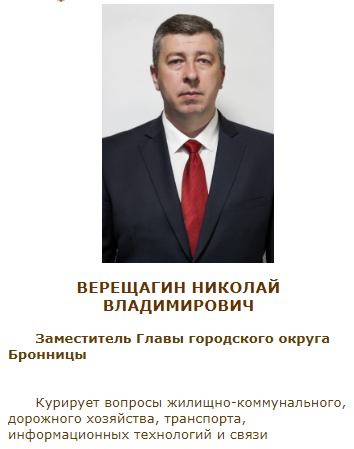 ВЕРЕЩАГИН НИКОЛАЙ
ВЛАДИМИРОВИЧ
Заместитель Главы городского округа
Бронницы
Курирует вопросы жилищно-коммунального,
дорожного хозяйства, транспорта,
информационных технологий и связи